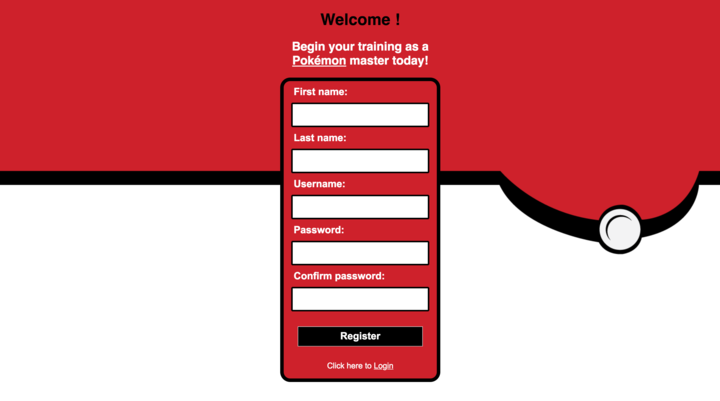 Welcome !
Begin your training as a
Pokémon master today!
First name:
Last name:
Username:
Password:
Confirm password:
Register
Click here to Login